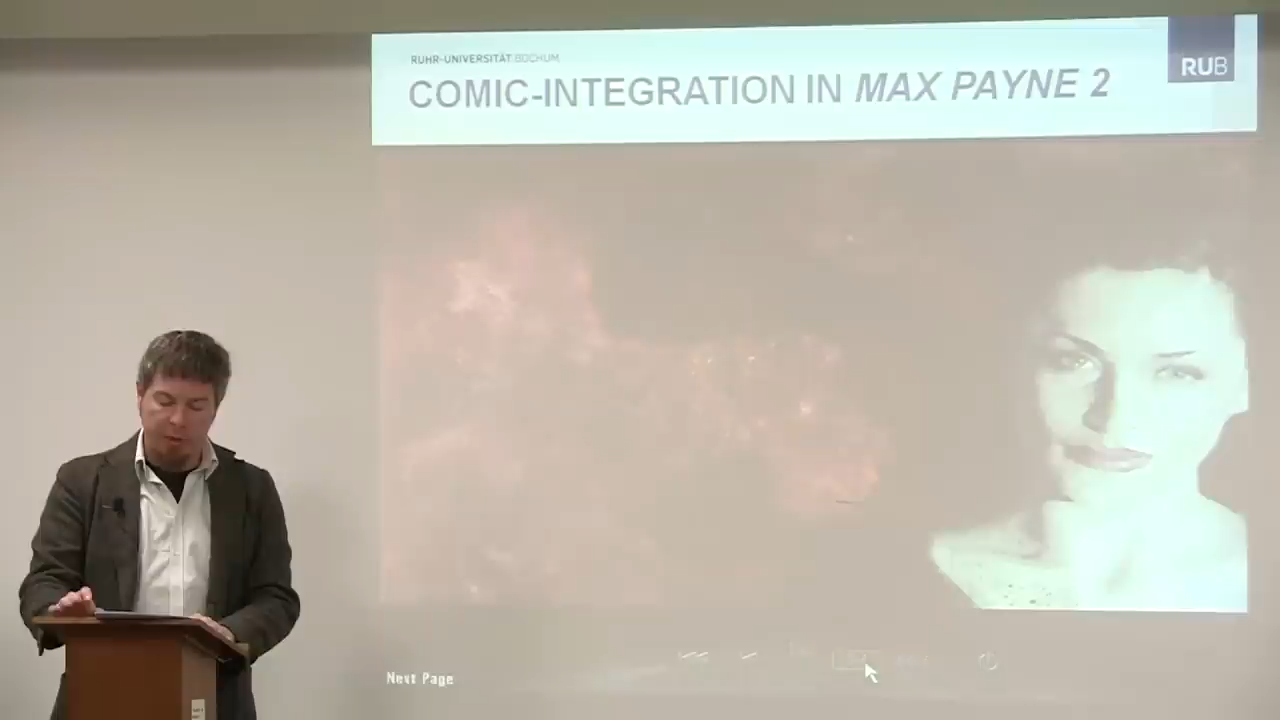 RUHR-UNIVERSITÄT BOCHUM
COMIC-INTEGRATION IN MAX PAYNE 2
RUB
Next Page